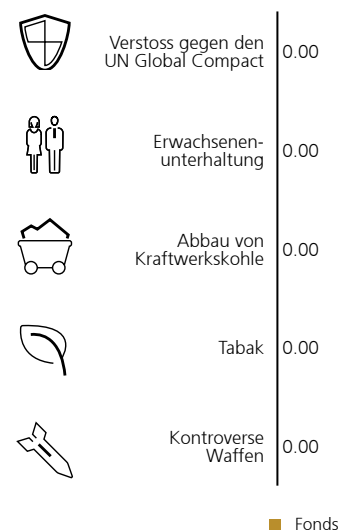 Verstoss gegen den
UN Global Compact
0.00
Erwachsenen-
unterhaltung
0.00
Abbau von
Kraftwerkskohle
0.00
Tabak
0.00
Kontroverse
Waffen
0.00
Fonds